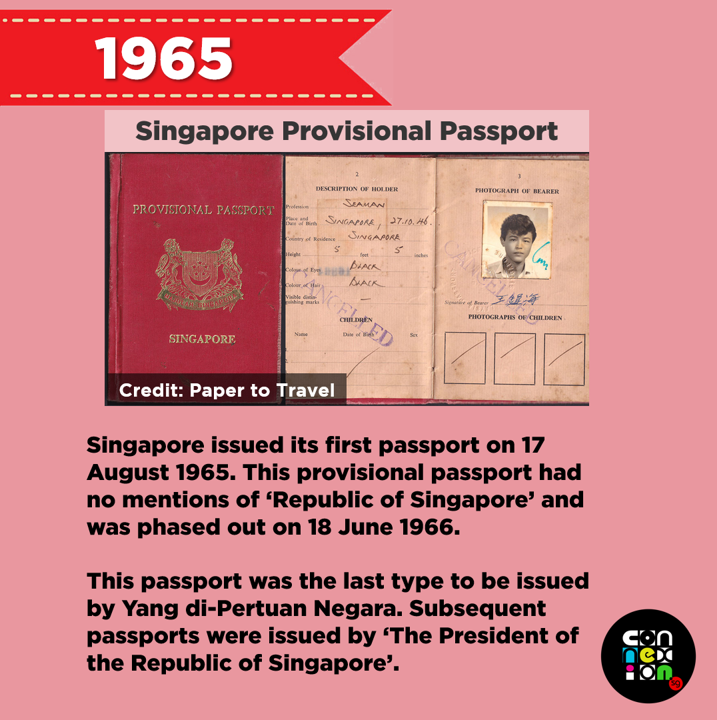 1965
Singapore Provisional Passport
PROVISIONAL PASSPORT
SINGAPORE
2
DESCRIPTION OF HOLDER
Profession SEAMAN
Place and
Date of Birth SINGAPORE, 27.10.46.
Country of Residence SINGAPORE
Height 5 feet 5 inches
Colour of Eyes BLACK
Colour of Hair BLACK
Visible distin-
guishing marks —
CANCELLED
CHILDREN
Name Date of Birth Sex
3
PHOTOGRAPH OF BEARER
Signature of Bearer
PHOTOGRAPHS OF CHILDREN
Credit: Paper to Travel
Singapore issued its first passport on 17
August 1965. This provisional passport had
no mentions of ‘Republic of Singapore’ and
was phased out on 18 June 1966.
This passport was the last type to be issued
by Yang di-Pertuan Negara. Subsequent
passports were issued by ‘The President of
the Republic of Singapore’.
con
nex
ion
sg